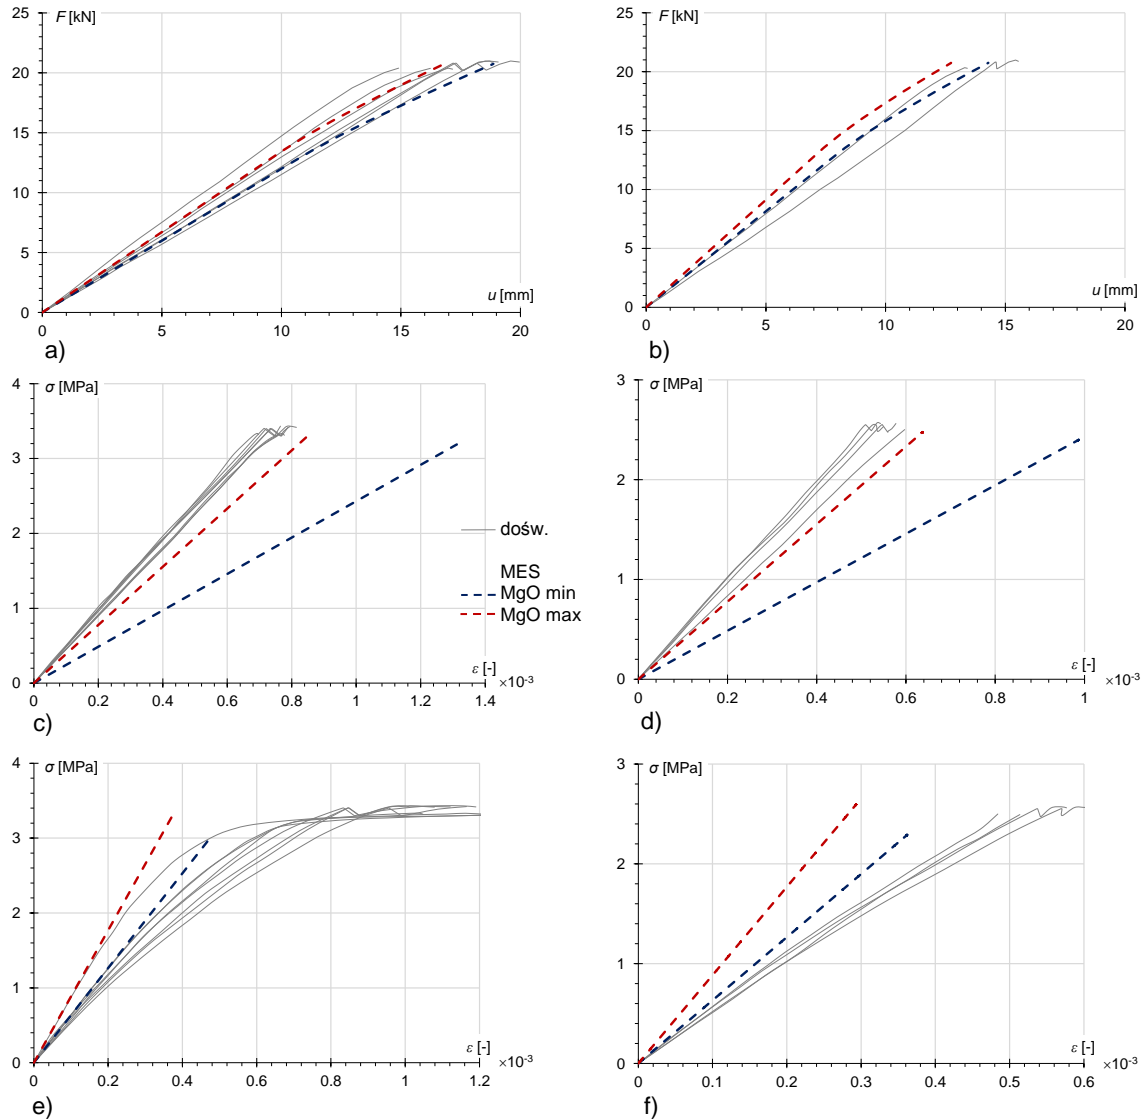 F [kN]
25
20
15
10
5
0
0 5 10 15 20
u [mm]
a)
F [kN]
25
20
15
10
5
0
0 5 10 15 20
u [mm]
b)
σ [MPa]
4
3
2
1
0
0 0.2 0.4 0.6 0.8 1 1.2 1.4
ε [-]
×10⁻³
c)
dośw.
MES
MgO min
MgO max
σ [MPa]
3
2
1
0
0 0.2 0.4 0.6 0.8 1
ε [-]
×10⁻³
d)
σ [MPa]
4
3
2
1
0
0 0.2 0.4 0.6 0.8 1 1.2
ε [-]
×10⁻³
e)
σ [MPa]
3
2
1
0
0 0.1 0.2 0.3 0.4 0.5 0.6
ε [-]
×10⁻³
f)